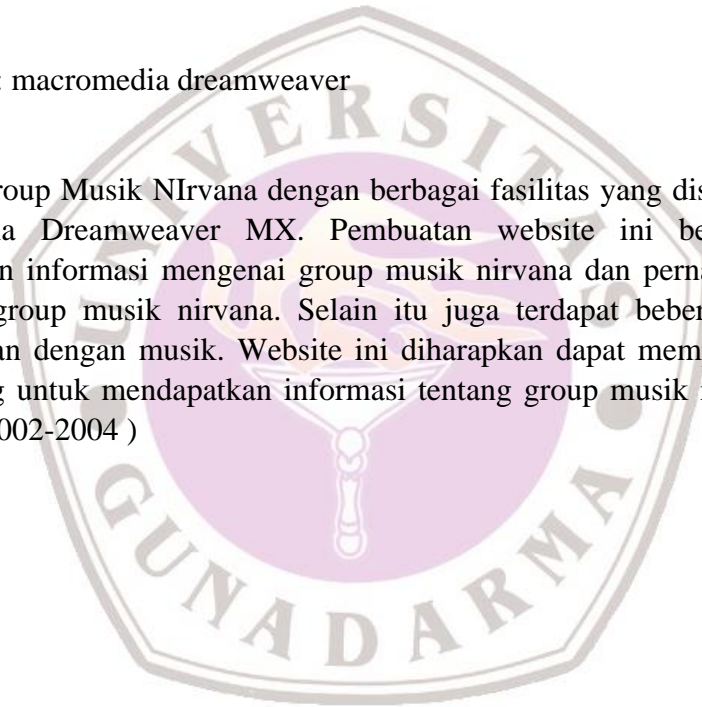 : macromedia dreamweaver
roup Musik NIrvana dengan berbagai fasilitas yang dis
a Dreamweaver MX. Pembuatan website ini be
n informasi mengenai group musik nirvana dan perna
group musik nirvana. Selain itu juga terdapat beber
an dengan musik. Website ini diharapkan dapat mem
g untuk mendapatkan informasi tentang group musik
002-2004 )
UNIVERSITAS
GUNADARMA